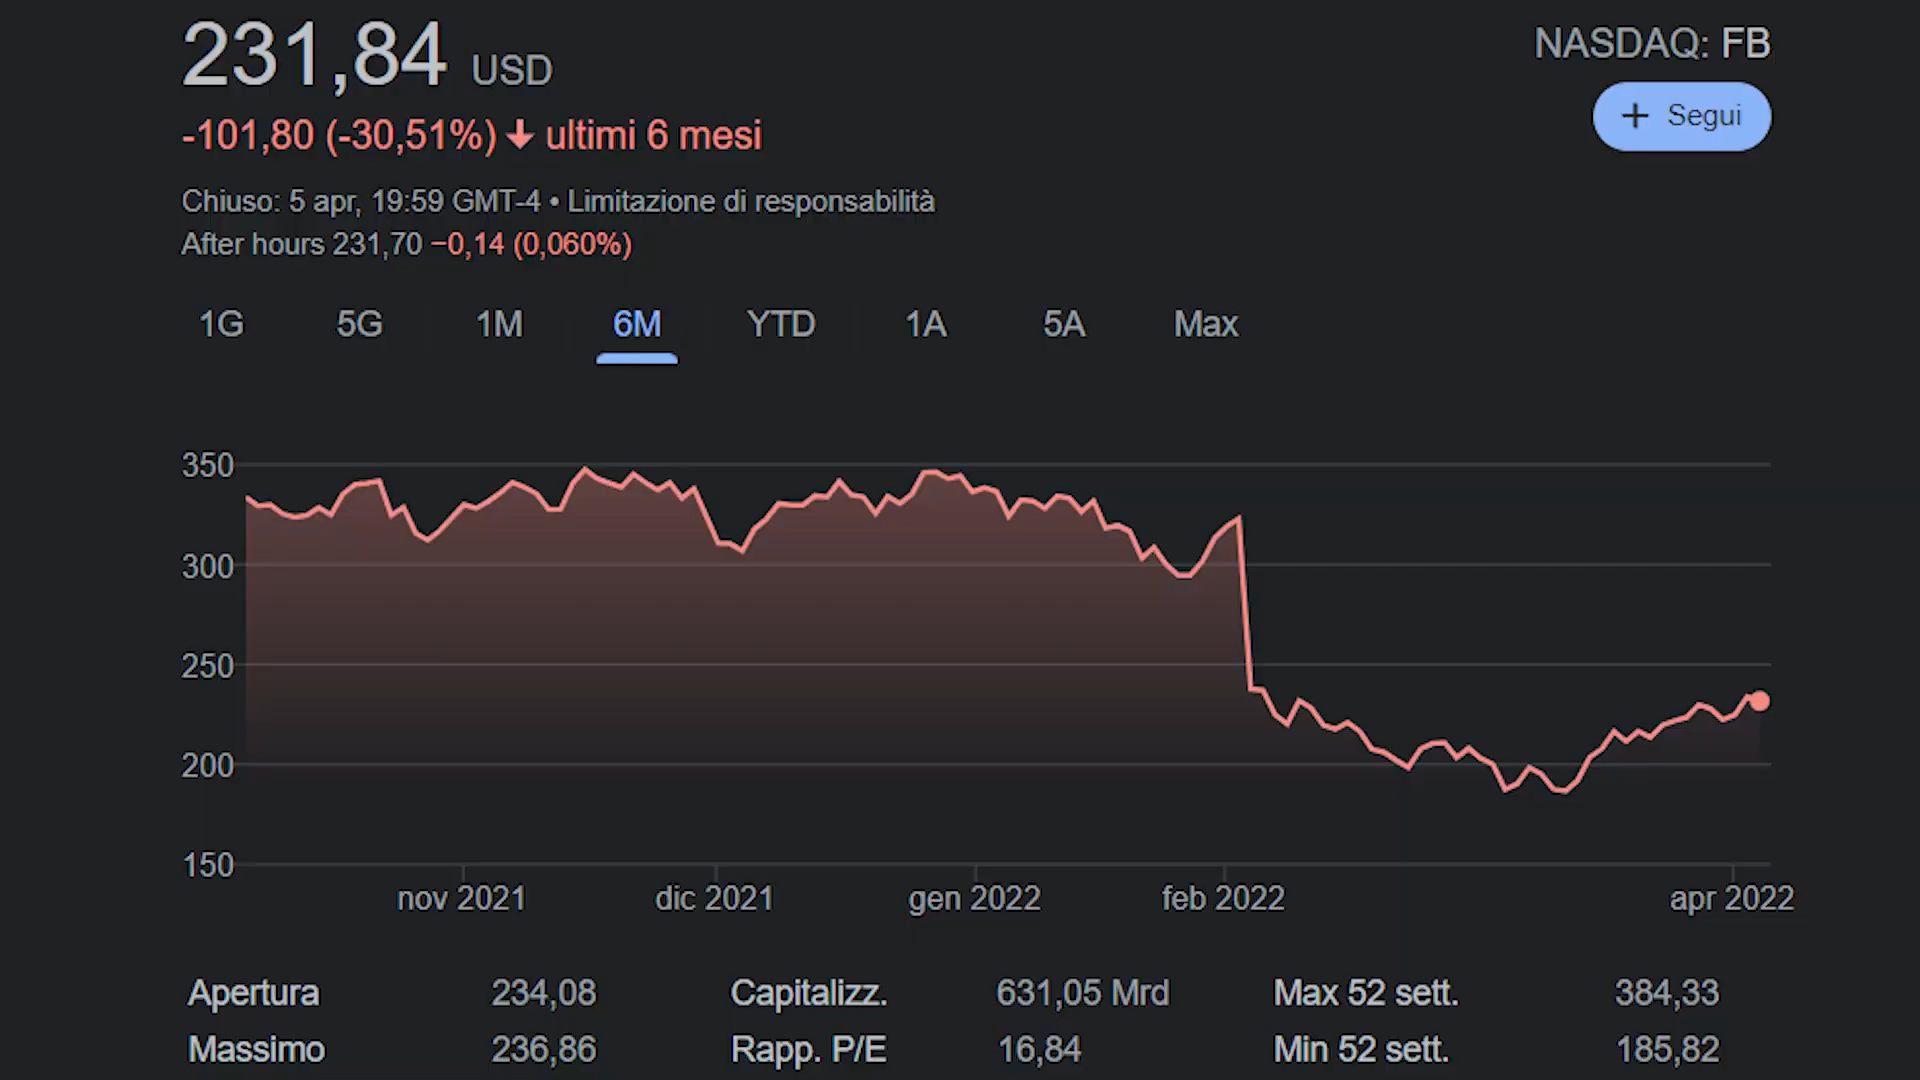 231,84 USD
NASDAQ: FB
-101,80 (-30,51%) ↓ ultimi 6 mesi
+ Segui
Chiuso: 5 apr, 19:59 GMT-4 • Limitazione di responsabilità
After hours 231,70 −0,14 (0,060%)
1G 5G 1M 6M YTD 1A 5A Max
350
300
250
200
150
nov 2021 dic 2021 gen 2022 feb 2022 apr 2022
Apertura 234,08 Capitalizz. 631,05 Mrd Max 52 sett. 384,33
Massimo 236,86 Rapp. P/E 16,84 Min 52 sett. 185,82